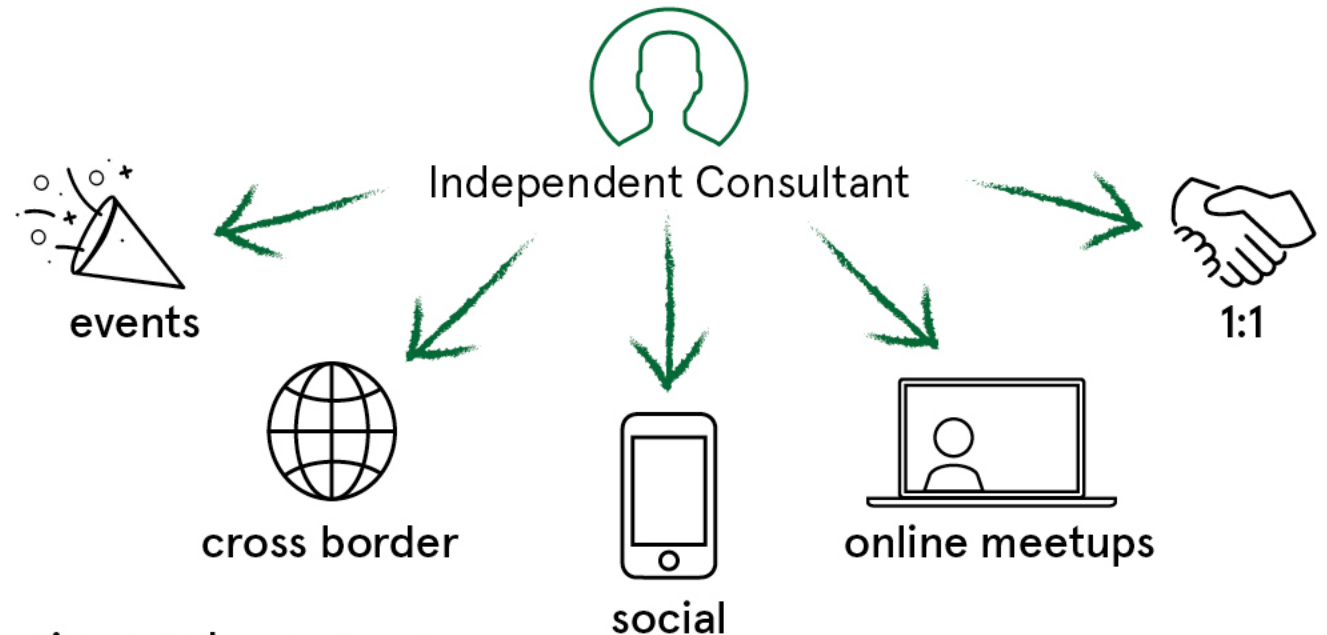 Independent Consultant
events
1:1
cross border
online meetups
social